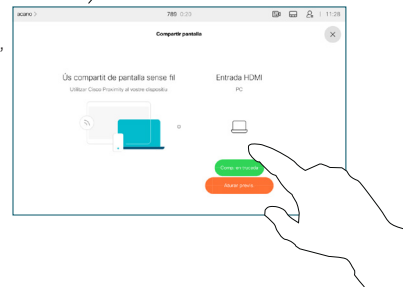 acano >
789 0:20
11:28
Compartir pantalla
Ús compartit de pantalla sense fil
Entrada HDMI
Utilitzar Cisco Proximity al vostre dispositiu
PC
o